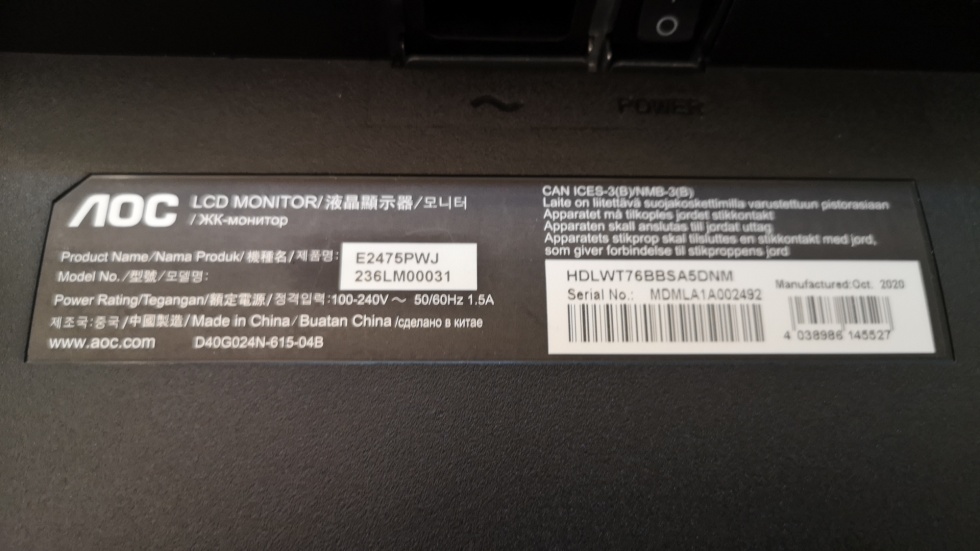 POWER
AOC LCD MONITOR/液晶顯示器/모니터
/ЖК-монитор
Product Name/Nama Produk/機種名/제품명: E2475PWJ
Model No./型號/모델명: 236LM00031
Power Rating/Tegangan/額定電源/정격입력:100-240V～ 50/60Hz 1.5A
제조국:중국/中國製造/Made in China/Buatan China /сделано в китае
www.aoc.com D40G024N-615-04B
CAN ICES-3(B)/NMB-3(B)
Laite on liitettävä suojakoskettimilla varustettuun pistorasiaan
Apparatet må tilkoples jordet stikkontakt
Apparaten skall anslutas till jordat uttag
Apparatets stikprop skal tilsluttes en stikkontakt med jord,
som giver forbindelse til stikproppens jord
HDLWT76BBSA5DNM
Manufactured:Oct. 2020
Serial No.: MDMLA1A002492
4 038986 145527